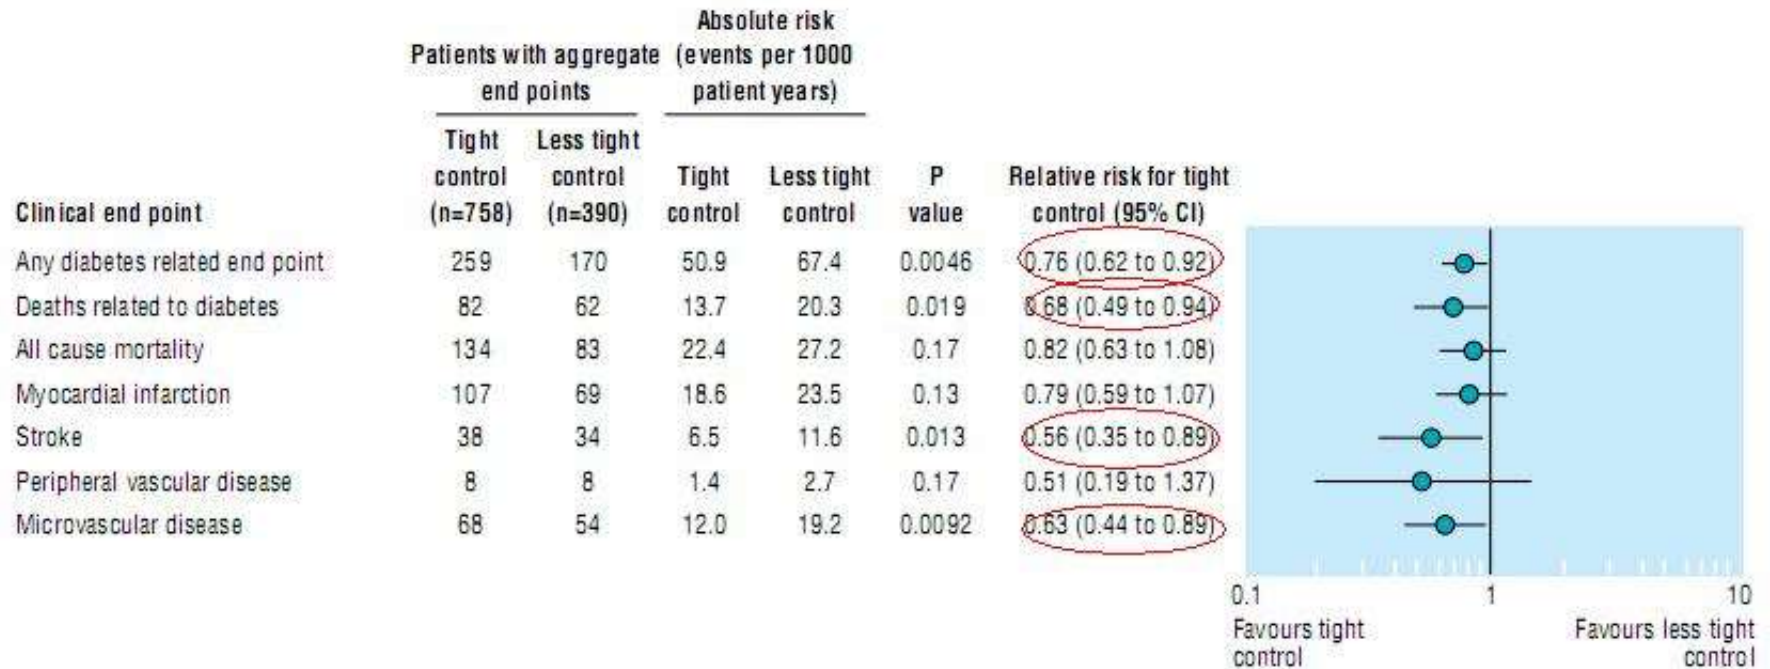 Absolute risk
Patients with aggregate (events per 1000
end points patient years)
Tight Less tight
control control Tight Less tight P Relative risk for tight
Clinical end point (n=758) (n=390) control control value control (95% CI)
Any diabetes related end point 259 170 50.9 67.4 0.0046 0.76 (0.62 to 0.92)
Deaths related to diabetes 82 62 13.7 20.3 0.019 0.68 (0.49 to 0.94)
All cause mortality 134 83 22.4 27.2 0.17 0.82 (0.63 to 1.08)
Myocardial infarction 107 69 18.6 23.5 0.13 0.79 (0.59 to 1.07)
Stroke 38 34 6.5 11.6 0.013 0.56 (0.35 to 0.89)
Peripheral vascular disease 8 8 1.4 2.7 0.17 0.51 (0.19 to 1.37)
Microvascular disease 68 54 12.0 19.2 0.0092 0.63 (0.44 to 0.89)
0.1 1 10
Favours tight Favours less tight
control control